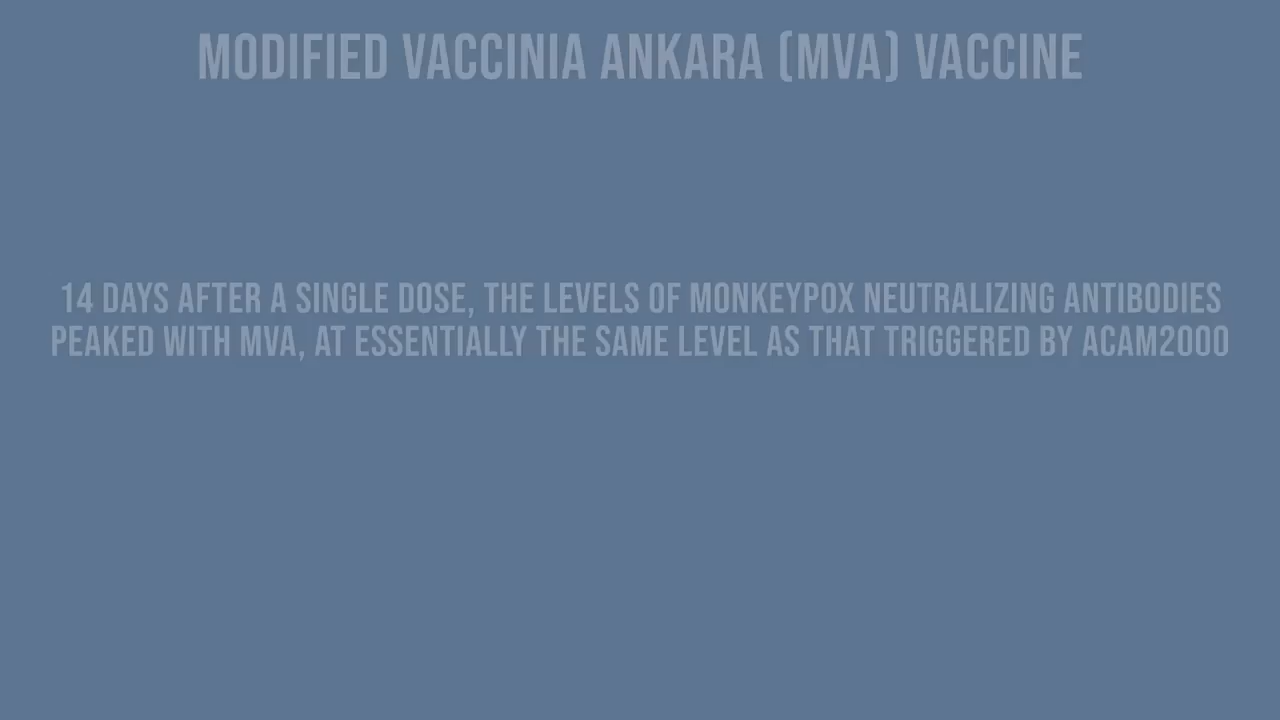 MODIFIED VACCINIA ANKARA (MVA) VACCINE
14 DAYS AFTER A SINGLE DOSE, THE LEVELS OF MONKEYPOX NEUTRALIZING ANTIBODIES
PEAKED WITH MVA, AT ESSENTIALLY THE SAME LEVEL AS THAT TRIGGERED BY ACAM2000